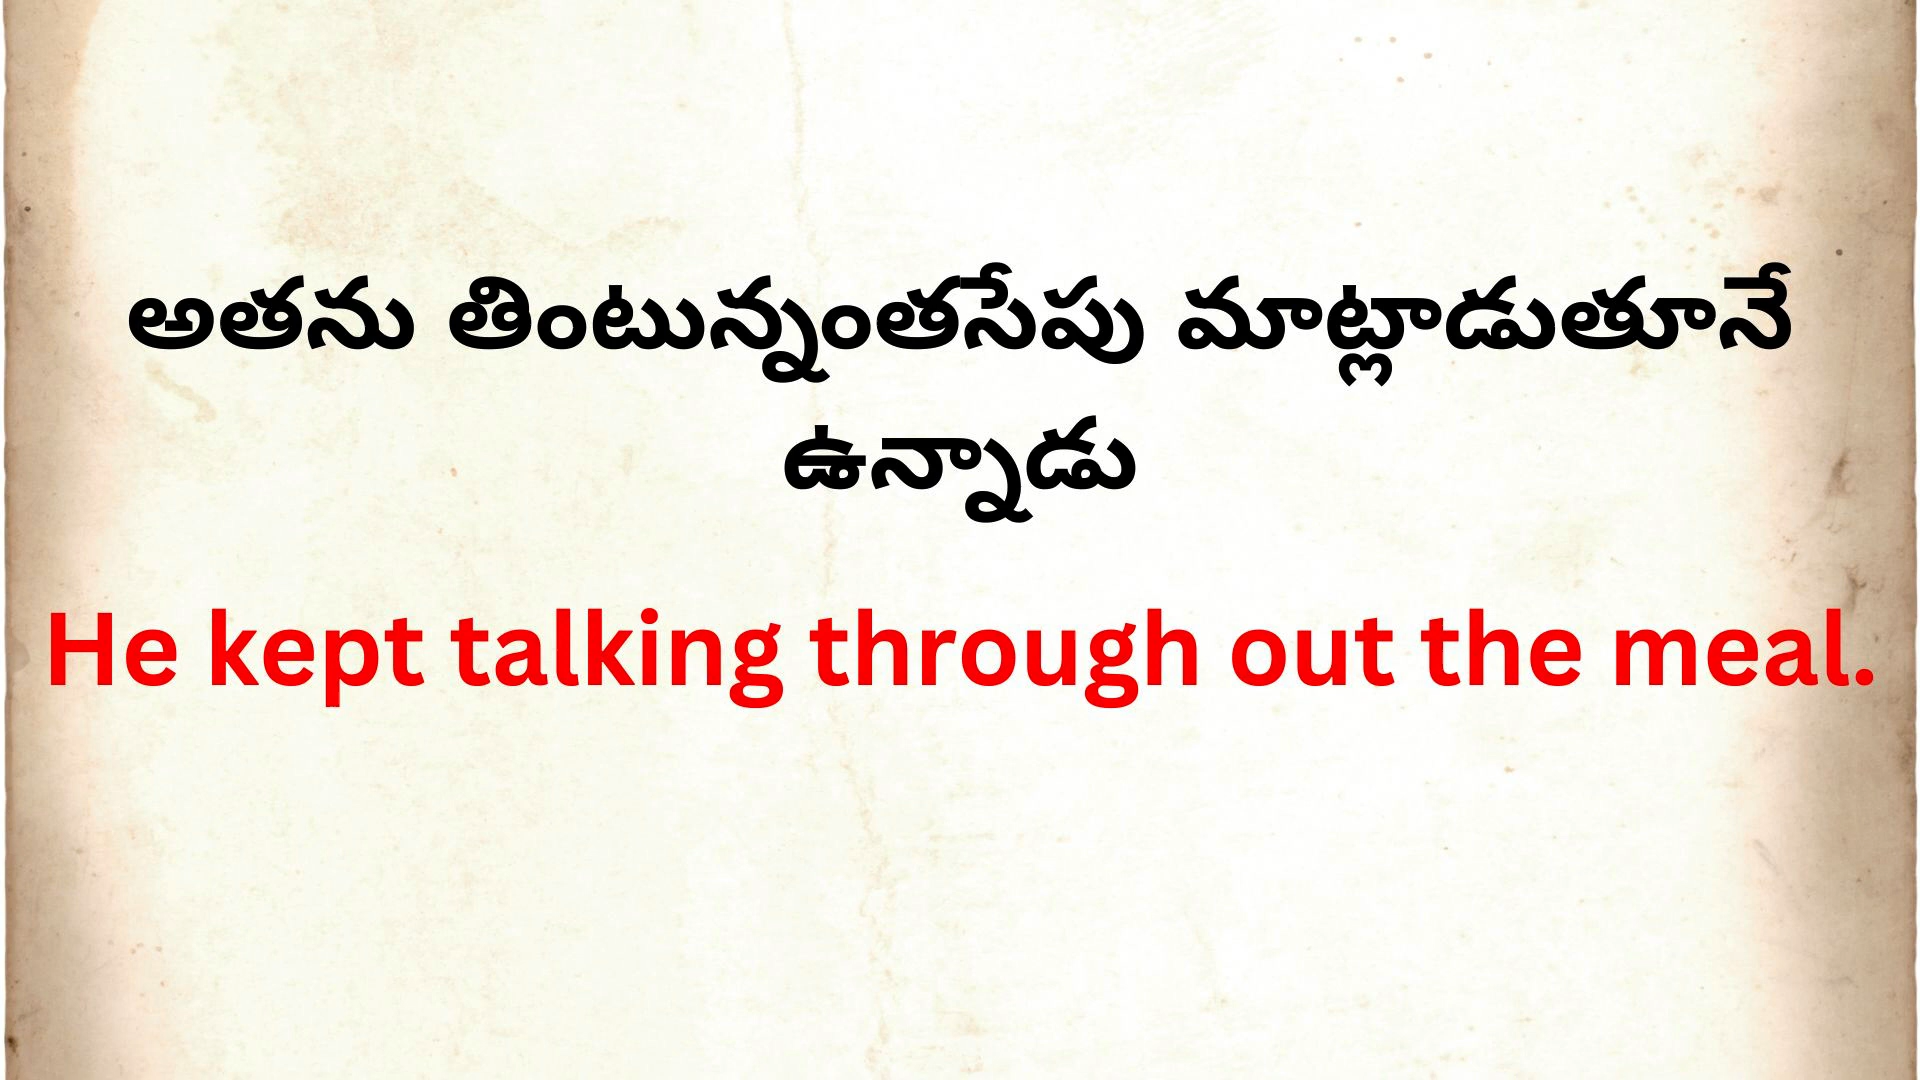 అతను తింటున్నంతసేపు మాట్లాడుతూనే
ఉన్నాడు
He kept talking through out the meal.